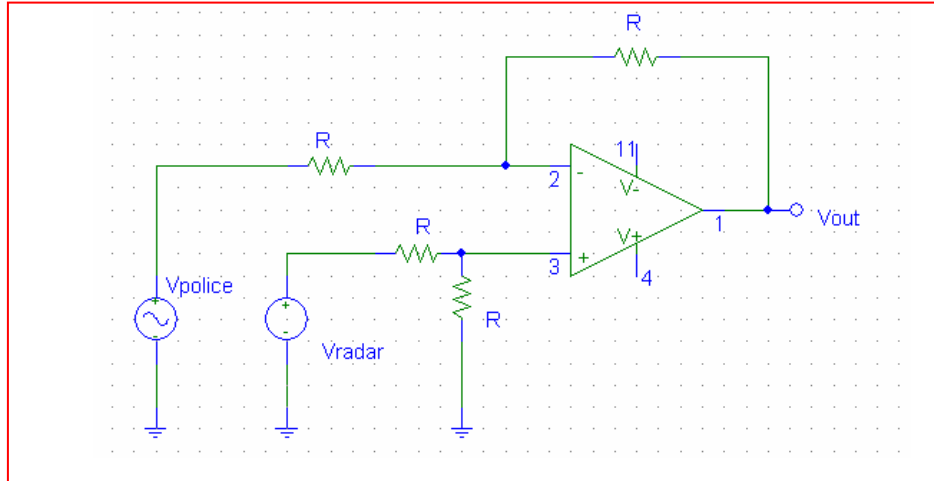 R
R
11
2
-
V-
R
V+
1
Vout
3
+
4
Vpolice
+
-
+
-
R
Vradar